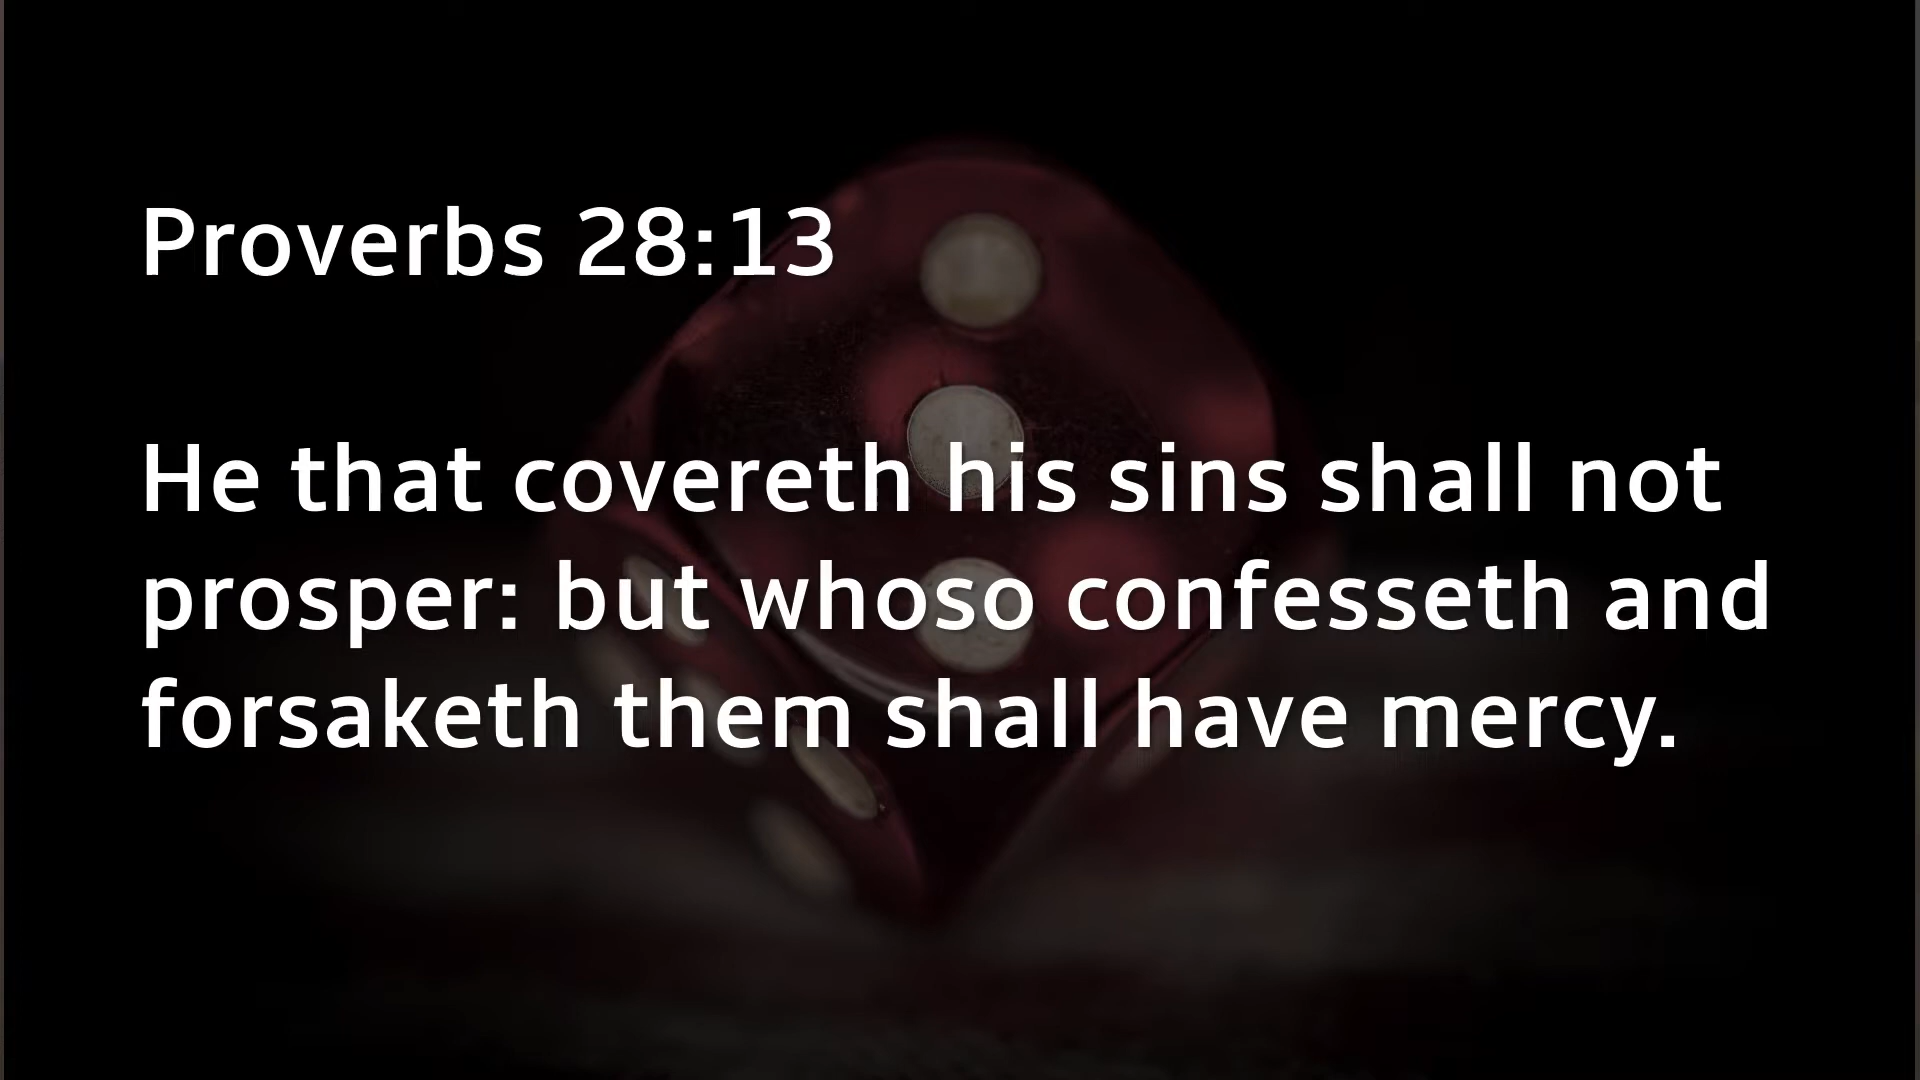 Proverbs 28:13
He that covereth his sins shall not
prosper: but whoso confesseth and
forsaketh them shall have mercy.